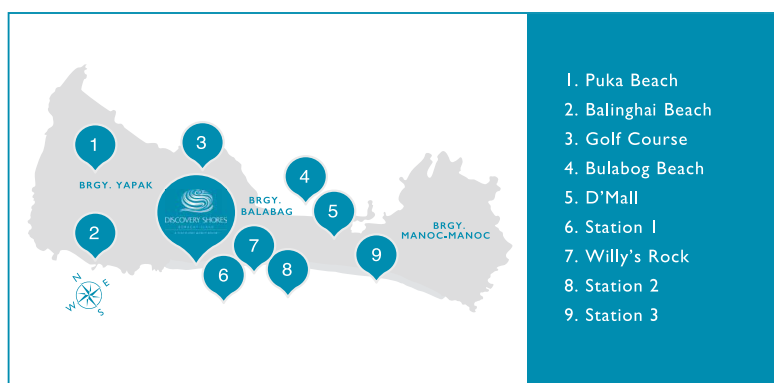 1
BRGY. YAPAK
2
3
DISCOVERY SHORES
BRGY.
BALABAG
4
5
6
7
8
9
BRGY.
MANOC-MANOC
N
E
W
S
1. Puka Beach
2. Balinghai Beach
3. Golf Course
4. Bulabog Beach
5. D'Mall
6. Station 1
7. Willy's Rock
8. Station 2
9. Station 3